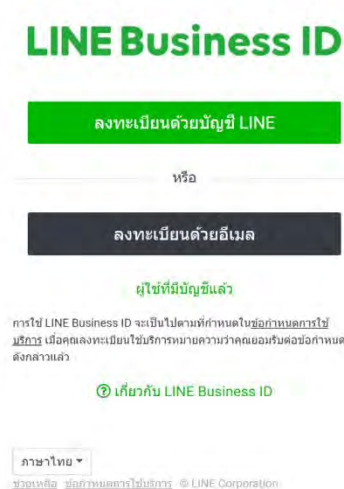 LINE Business ID
ลงทะเบียนด้วยบัญชี LINE
หรือ
ลงทะเบียนด้วยอีเมล
ผู้ใช้ที่มีบัญชีแล้ว
การใช้ LINE Business ID จะเป็นไปตามที่กำหนดในข้อกำหนดการใช้
บริการ เมื่อคุณลงทะเบียนใช้บริการหมายความว่าคุณยอมรับต่อข้อกำหนด
ดังกล่าวแล้ว
? เกี่ยวกับ LINE Business ID
ภาษาไทย
ช่วยเหลือ ข้อกำหนดการใช้บริการ © LINE Corporation